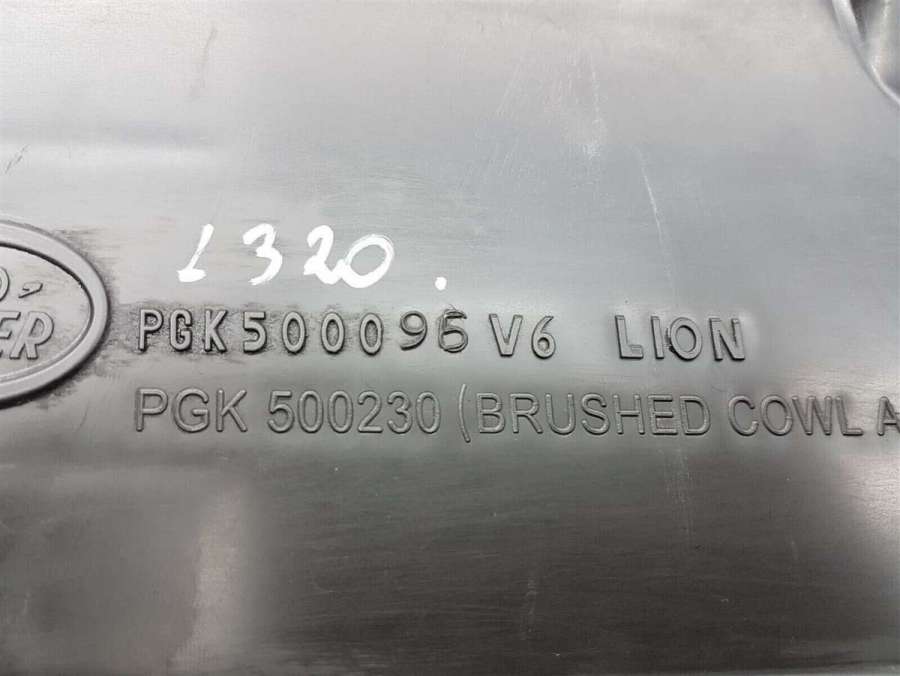 L320.
PGK500096 V6 LION
PGK 500230 (BRUSHED COWL A